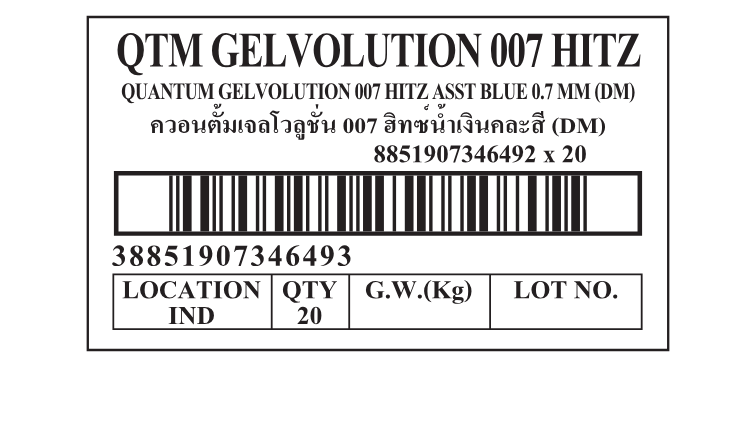 QTM GELVOLUTION 007 HITZ
QUANTUM GELVOLUTION 007 HITZ ASST BLUE 0.7 MM (DM)
ควอนตั้มเจลโวลูชั่น 007 ฮิทซ์น้ำเงินคละสี (DM)
8851907346492 x 20
38851907346493
LOCATION QTY G.W.(Kg) LOT NO.
IND 20